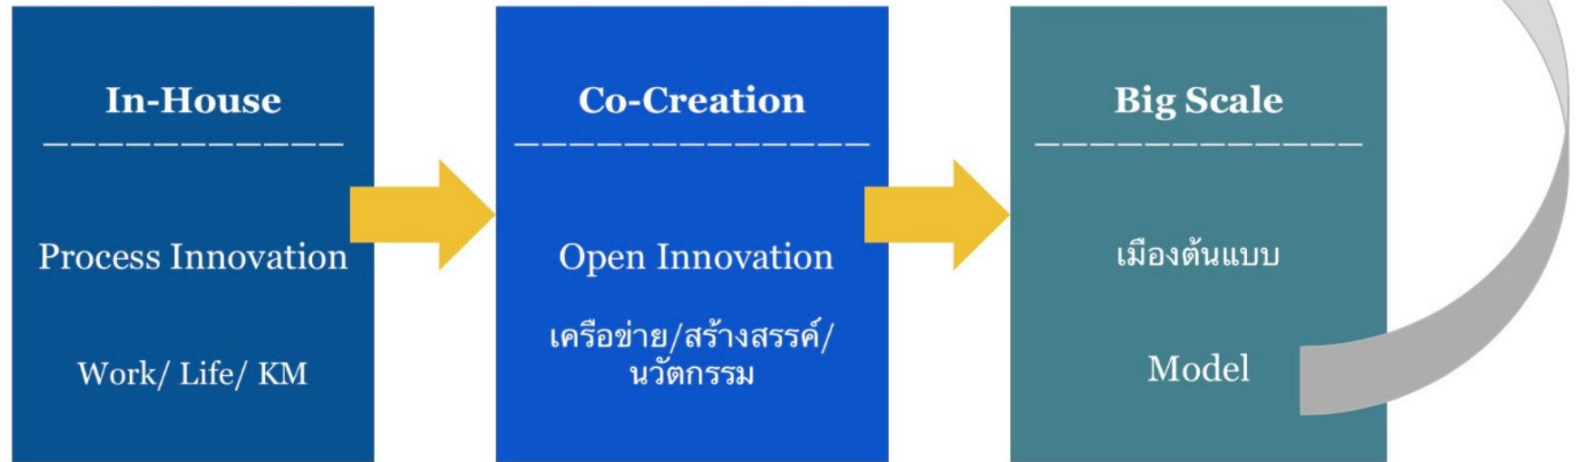 In-House
Process Innovation
Work/ Life/ KM
Co-Creation
Open Innovation
เครือข่าย/สร้างสรรค์/
นวัตกรรม
Big Scale
เมืองต้นแบบ
Model